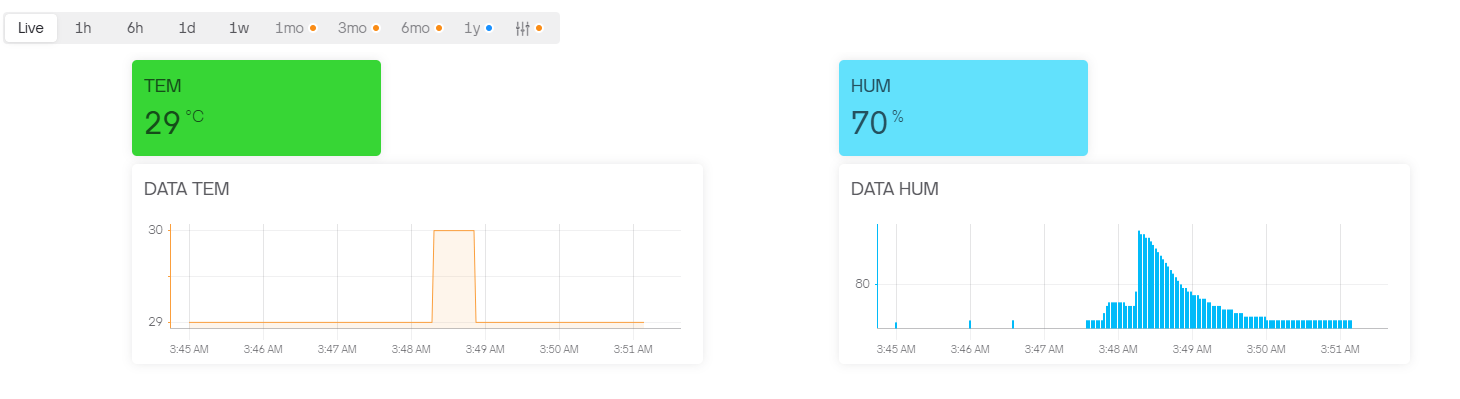 Live 1h 6h 1d 1w 1mo 3mo 6mo 1y
TEM
29 °C
DATA TEM
30
29
3:45 AM 3:46 AM 3:47 AM 3:48 AM 3:49 AM 3:50 AM 3:51 AM
HUM
70 %
DATA HUM
80
3:45 AM 3:46 AM 3:47 AM 3:48 AM 3:49 AM 3:50 AM 3:51 AM